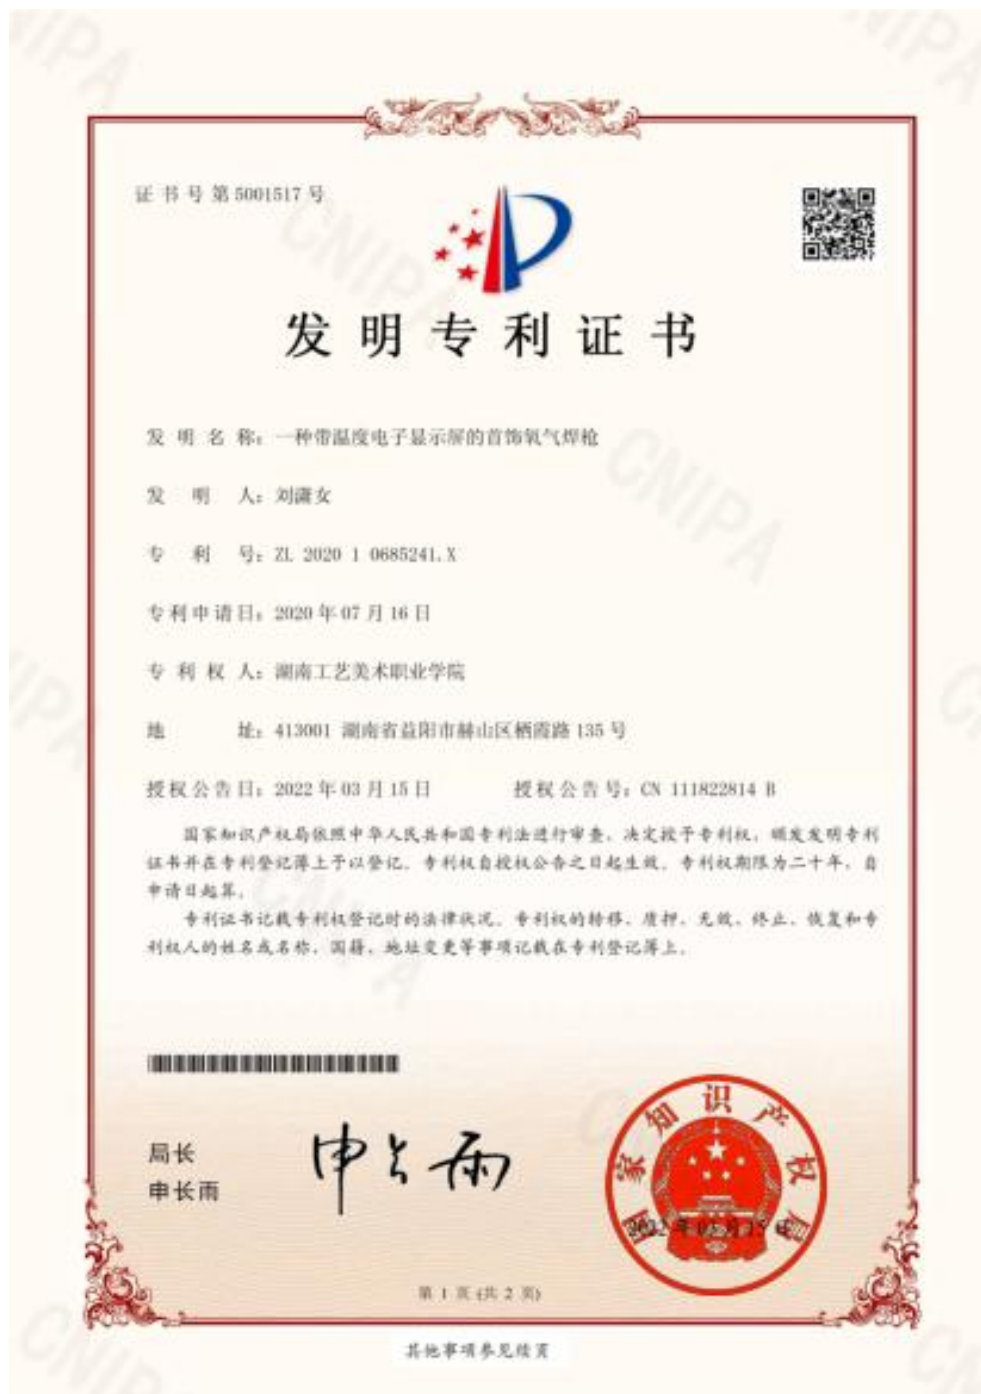 证书号第5001517号
发明专利证书
发明名称：一种带温度电子显示屏的首饰氧气焊枪
发明人：刘潇女
专利号：ZL 2020 1 0685241.X
专利申请日：2020年07月16日
专利权人：湖南工艺美术职业学院
地址：413001 湖南省益阳市赫山区栖霞路135号
授权公告日：2022年03月15日 授权公告号：CN 111822814 B
国家知识产权局依照中华人民共和国专利法进行审查，决定授予专利权，颁发发明专利
证书并在专利登记簿上予以登记。专利权自授权公告之日起生效。专利权期限为二十年，自
申请日起算。
专利证书记载专利权登记时的法律状况。专利权的转移、质押、无效、终止、恢复和专
利权人的姓名或名称、国籍、地址变更等事项记载在专利登记簿上。
局长
申长雨
申长雨
国家知识产权局
2022年03月15日
第 1 页 (共 2 页)
其他事项参见续页
CNIPA
CNIPA
CNIPA
CNIPA